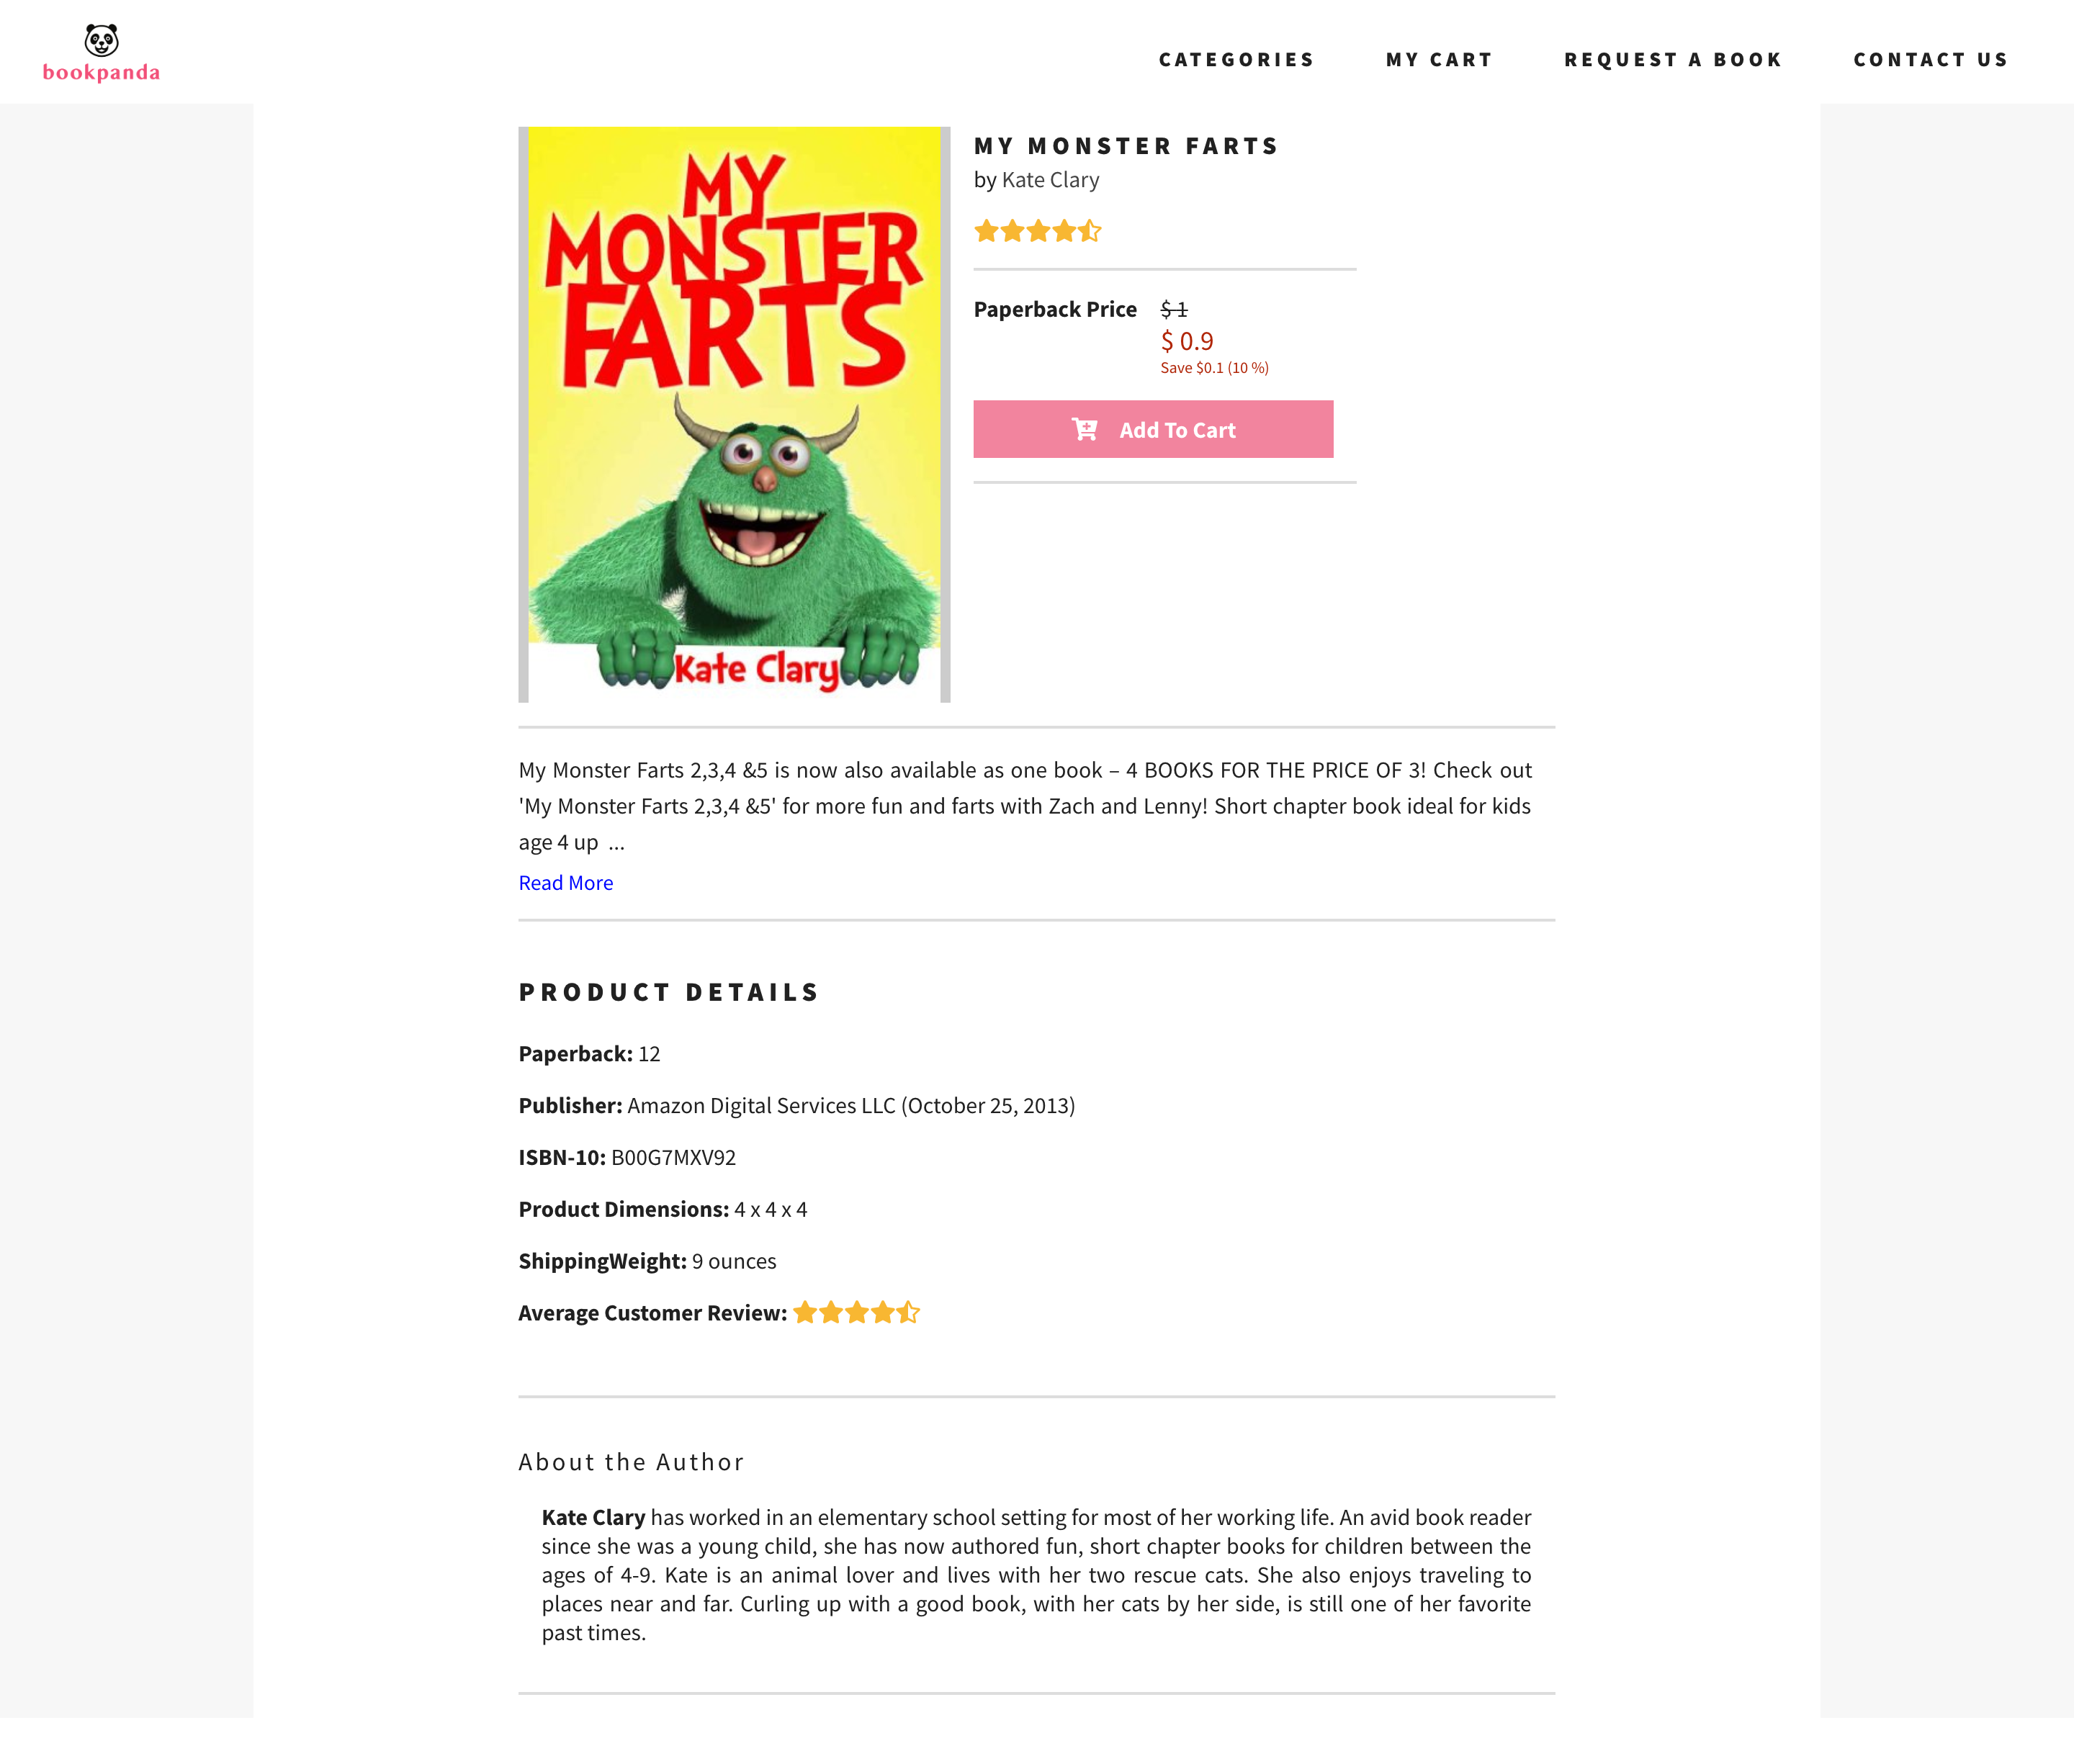 bookpanda
CATEGORIES
MY CART
REQUEST A BOOK
CONTACT US
MY
MONSTER
FARTS
Kate Clary
MY MONSTER FARTS
by Kate Clary
Paperback Price
$ 1
$ 0.9
Save $0.1 (10 %)
Add To Cart
My Monster Farts 2,3,4 &5 is now also available as one book – 4 BOOKS FOR THE PRICE OF 3! Check out
'My Monster Farts 2,3,4 &5' for more fun and farts with Zach and Lenny! Short chapter book ideal for kids
age 4 up ...
Read More
PRODUCT DETAILS
Paperback: 12
Publisher: Amazon Digital Services LLC (October 25, 2013)
ISBN-10: B00G7MXV92
Product Dimensions: 4 x 4 x 4
ShippingWeight: 9 ounces
Average Customer Review:
About the Author
Kate Clary has worked in an elementary school setting for most of her working life. An avid book reader
since she was a young child, she has now authored fun, short chapter books for children between the
ages of 4-9. Kate is an animal lover and lives with her two rescue cats. She also enjoys traveling to
places near and far. Curling up with a good book, with her cats by her side, is still one of her favorite
past times.